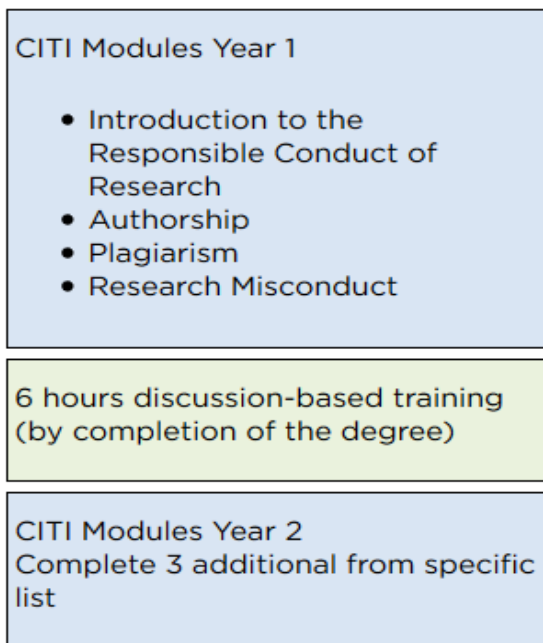 CITI Modules Year 1
• Introduction to the
Responsible Conduct of
Research
• Authorship
• Plagiarism
• Research Misconduct
6 hours discussion-based training
(by completion of the degree)
CITI Modules Year 2
Complete 3 additional from specific
list